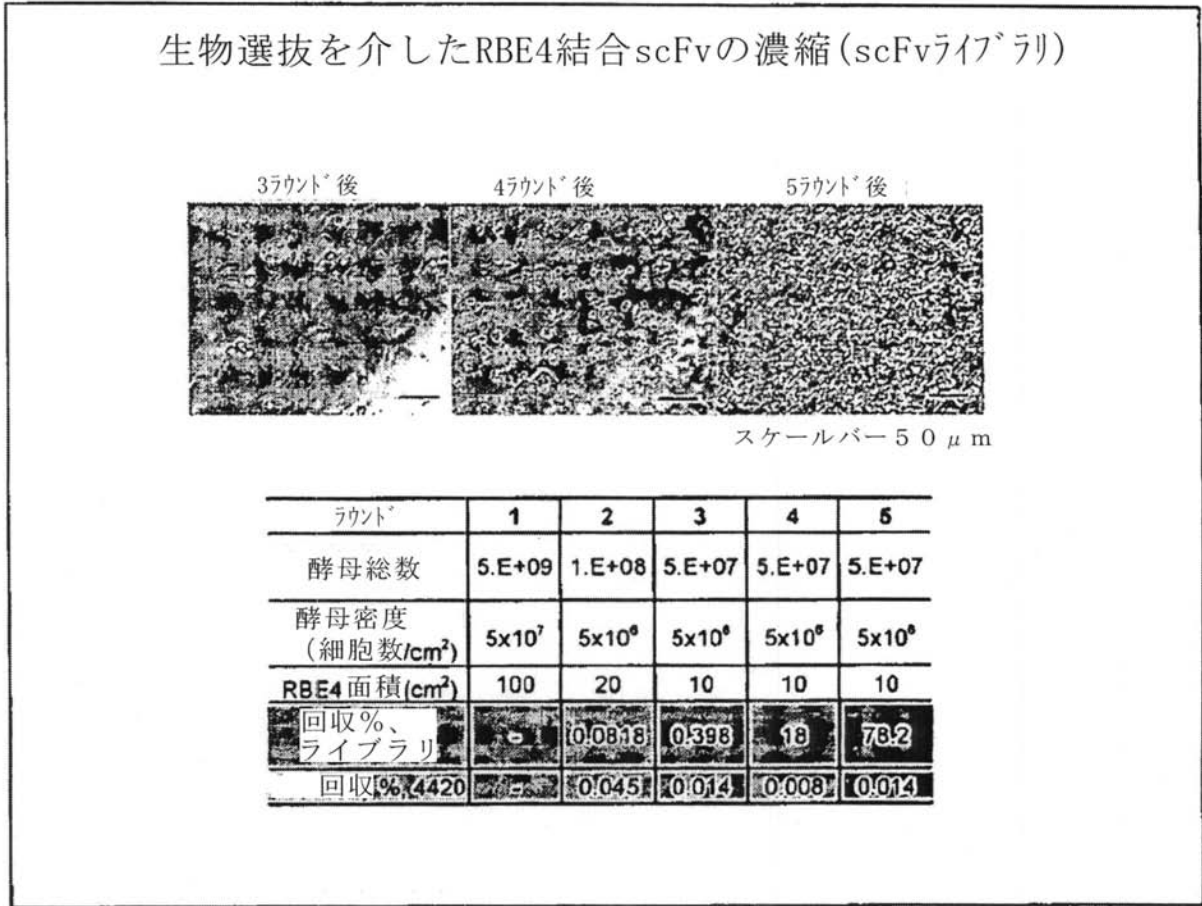 生物選抜を介したRBE4結合scFvの濃縮(scFvライブラリ)
3ラウンド後 4ラウンド後 5ラウンド後
スケールバー50μm
ラウンド 1 2 3 4 5
酵母総数 5.E+09 1.E+08 5.E+07 5.E+07 5.E+07
酵母密度
(細胞数/cm²) 5x10⁷ 5x10⁶ 5x10⁶ 5x10⁶ 5x10⁶
RBE4面積(cm²) 100 20 10 10 10
回収%、
ライブラリ - 0.0818 0.398 18 78.2
回収%, 4420 - 0.045 0.014 0.008 0.014